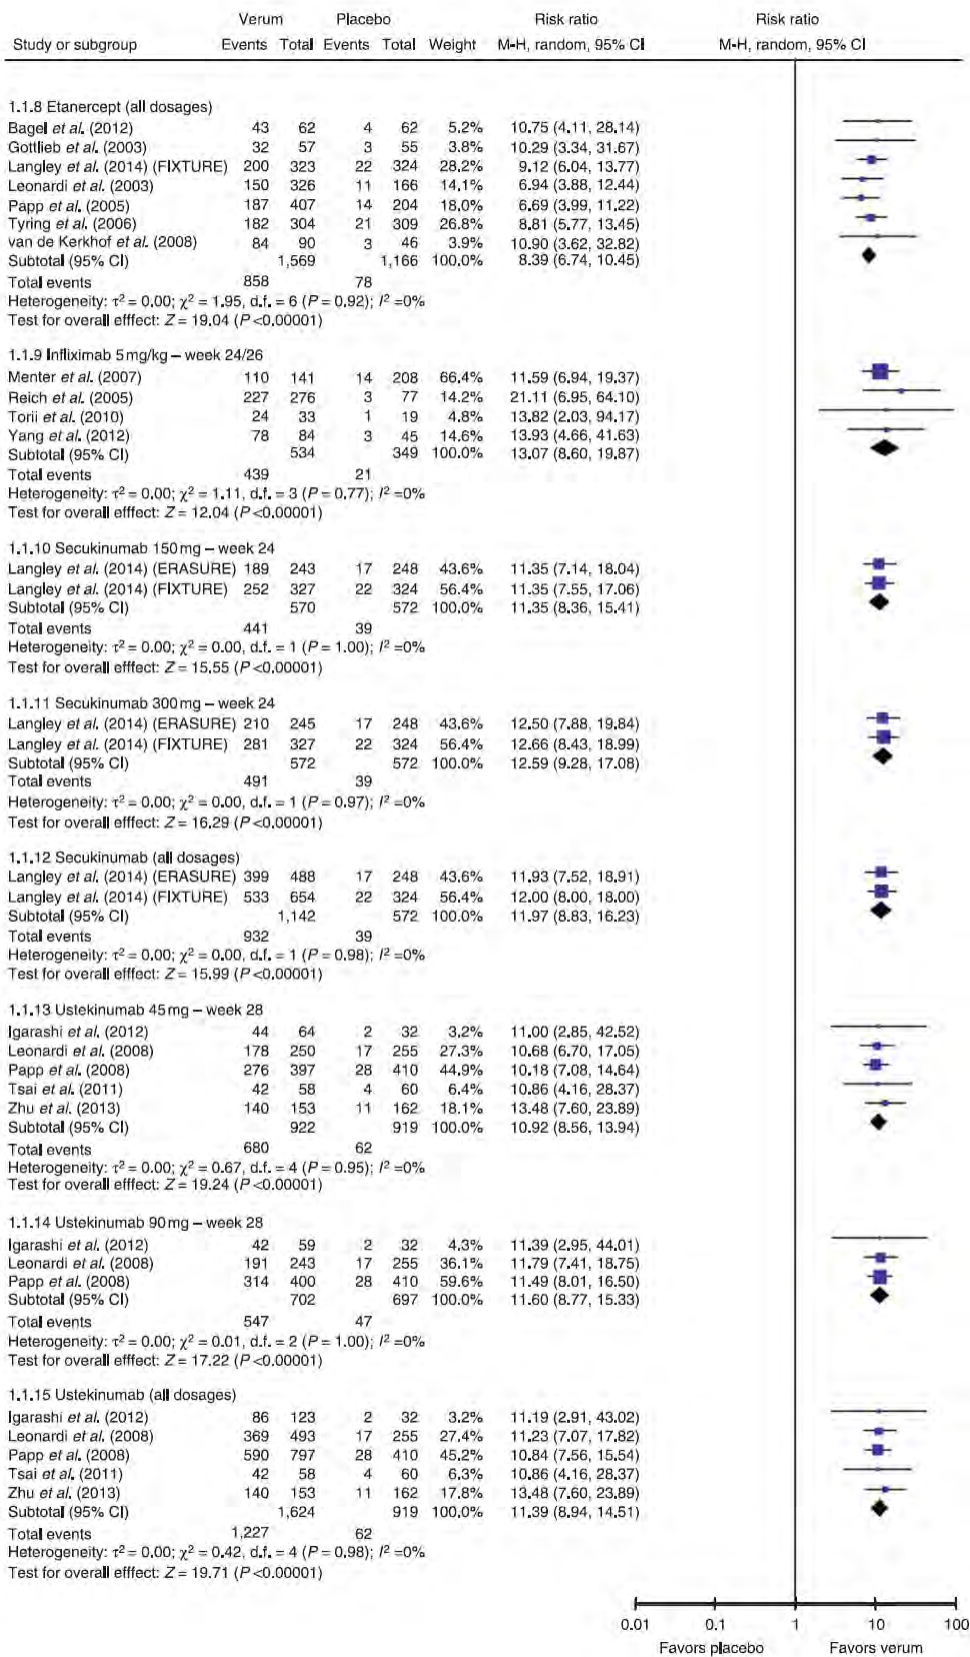 Verum Placebo Risk ratio Risk ratio
Study or subgroup Events Total Events Total Weight M-H, random, 95% CI M-H, random, 95% CI
1.1.8 Etanercept (all dosages)
Bagel et al. (2012) 43 62 4 62 5.2% 10.75 (4.11, 28.14)
Gottlieb et al. (2003) 32 57 3 55 3.8% 10.29 (3.34, 31.67)
Langley et al. (2014) (FIXTURE) 200 323 22 324 28.2% 9.12 (6.04, 13.77)
Leonardi et al. (2003) 150 326 11 166 14.1% 6.94 (3.88, 12.44)
Papp et al. (2005) 187 407 14 204 18.0% 6.69 (3.99, 11.22)
Tyring et al. (2006) 182 304 21 309 26.8% 8.81 (5.77, 13.45)
van de Kerkhof et al. (2008) 84 90 3 46 3.9% 10.90 (3.62, 32.82)
Subtotal (95% CI) 1,569 1,166 100.0% 8.39 (6.74, 10.45)
Total events 858 78
Heterogeneity: τ² = 0.00; χ² = 1.95, d.f. = 6 (P = 0.92); I² =0%
Test for overall efffect: Z = 19.04 (P <0.00001)
1.1.9 Infliximab 5 mg/kg – week 24/26
Menter et al. (2007) 110 141 14 208 66.4% 11.59 (6.94, 19.37)
Reich et al. (2005) 227 276 3 77 14.2% 21.11 (6.95, 64.10)
Torii et al. (2010) 24 33 1 19 4.8% 13.82 (2.03, 94.17)
Yang et al. (2012) 78 84 3 45 14.6% 13.93 (4.66, 41.63)
Subtotal (95% CI) 534 349 100.0% 13.07 (8.60, 19.87)
Total events 439 21
Heterogeneity: τ² = 0.00; χ² = 1.11, d.f. = 3 (P = 0.77); I² =0%
Test for overall efffect: Z = 12.04 (P <0.00001)
1.1.10 Secukinumab 150 mg – week 24
Langley et al. (2014) (ERASURE) 189 243 17 248 43.6% 11.35 (7.14, 18.04)
Langley et al. (2014) (FIXTURE) 252 327 22 324 56.4% 11.35 (7.55, 17.06)
Subtotal (95% CI) 570 572 100.0% 11.35 (8.36, 15.41)
Total events 441 39
Heterogeneity: τ² = 0.00; χ² = 0.00, d.f. = 1 (P = 1.00); I² =0%
Test for overall efffect: Z = 15.55 (P <0.00001)
1.1.11 Secukinumab 300 mg – week 24
Langley et al. (2014) (ERASURE) 210 245 17 248 43.6% 12.50 (7.88, 19.84)
Langley et al. (2014) (FIXTURE) 281 327 22 324 56.4% 12.66 (8.43, 18.99)
Subtotal (95% CI) 572 572 100.0% 12.59 (9.28, 17.08)
Total events 491 39
Heterogeneity: τ² = 0.00; χ² = 0.00, d.f. = 1 (P = 0.97); I² =0%
Test for overall efffect: Z = 16.29 (P <0.00001)
1.1.12 Secukinumab (all dosages)
Langley et al. (2014) (ERASURE) 399 488 17 248 43.6% 11.93 (7.52, 18.91)
Langley et al. (2014) (FIXTURE) 533 654 22 324 56.4% 12.00 (8.00, 18.00)
Subtotal (95% CI) 1,142 572 100.0% 11.97 (8.83, 16.23)
Total events 932 39
Heterogeneity: τ² = 0.00; χ² = 0.00, d.f. = 1 (P = 0.98); I² =0%
Test for overall efffect: Z = 15.99 (P <0.00001)
1.1.13 Ustekinumab 45 mg – week 28
Igarashi et al. (2012) 44 64 2 32 3.2% 11.00 (2.85, 42.52)
Leonardi et al. (2008) 178 250 17 255 27.3% 10.68 (6.70, 17.05)
Papp et al. (2008) 276 397 28 410 44.9% 10.18 (7.08, 14.64)
Tsai et al. (2011) 42 58 4 60 6.4% 10.86 (4.16, 28.37)
Zhu et al. (2013) 140 153 11 162 18.1% 13.48 (7.60, 23.89)
Subtotal (95% CI) 922 919 100.0% 10.92 (8.56, 13.94)
Total events 680 62
Heterogeneity: τ² = 0.00; χ² = 0.67, d.f. = 4 (P = 0.95); I² =0%
Test for overall efffect: Z = 19.24 (P <0.00001)
1.1.14 Ustekinumab 90 mg – week 28
Igarashi et al. (2012) 42 59 2 32 4.3% 11.39 (2.95, 44.01)
Leonardi et al. (2008) 191 243 17 255 36.1% 11.79 (7.41, 18.75)
Papp et al. (2008) 314 400 28 410 59.6% 11.49 (8.01, 16.50)
Subtotal (95% CI) 702 697 100.0% 11.60 (8.77, 15.33)
Total events 547 47
Heterogeneity: τ² = 0.00; χ² = 0.01, d.f. = 2 (P = 1.00); I² =0%
Test for overall efffect: Z = 17.22 (P <0.00001)
1.1.15 Ustekinumab (all dosages)
Igarashi et al. (2012) 86 123 2 32 3.2% 11.19 (2.91, 43.02)
Leonardi et al. (2008) 369 493 17 255 27.4% 11.23 (7.07, 17.82)
Papp et al. (2008) 590 797 28 410 45.2% 10.84 (7.56, 15.54)
Tsai et al. (2011) 42 58 4 60 6.3% 10.86 (4.16, 28.37)
Zhu et al. (2013) 140 153 11 162 17.8% 13.48 (7.60, 23.89)
Subtotal (95% CI) 1,624 919 100.0% 11.39 (8.94, 14.51)
Total events 1,227 62
Heterogeneity: τ² = 0.00; χ² = 0.42, d.f. = 4 (P = 0.98); I² =0%
Test for overall efffect: Z = 19.71 (P <0.00001)
0.01 0.1 1 10 100
Favors placebo Favors verum